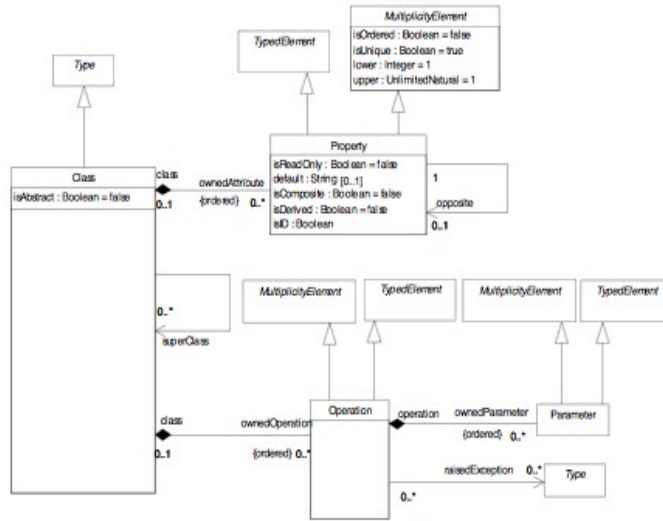 MultiplicityElement
isOrdered : Boolean = false
isUnique : Boolean = true
lower : Integer = 1
upper : UnlimitedNatural = 1
TypedElement
Type
Property
isReadOnly : Boolean = false
default : String [0..1]
isComposite : Boolean = false
isDerived : Boolean = false
isID : Boolean
Class
isAbstract : Boolean = false
class
0..1
ownedAttribute
{ordered} 0..*
1
opposite
0..1
0..*
superClass
MultiplicityElement
TypedElement
MultiplicityElement
TypedElement
class
0..1
ownedOperation
{ordered} 0..*
Operation
operation
ownedParameter
{ordered} 0..*
Parameter
raisedException 0..*
0..*
Type